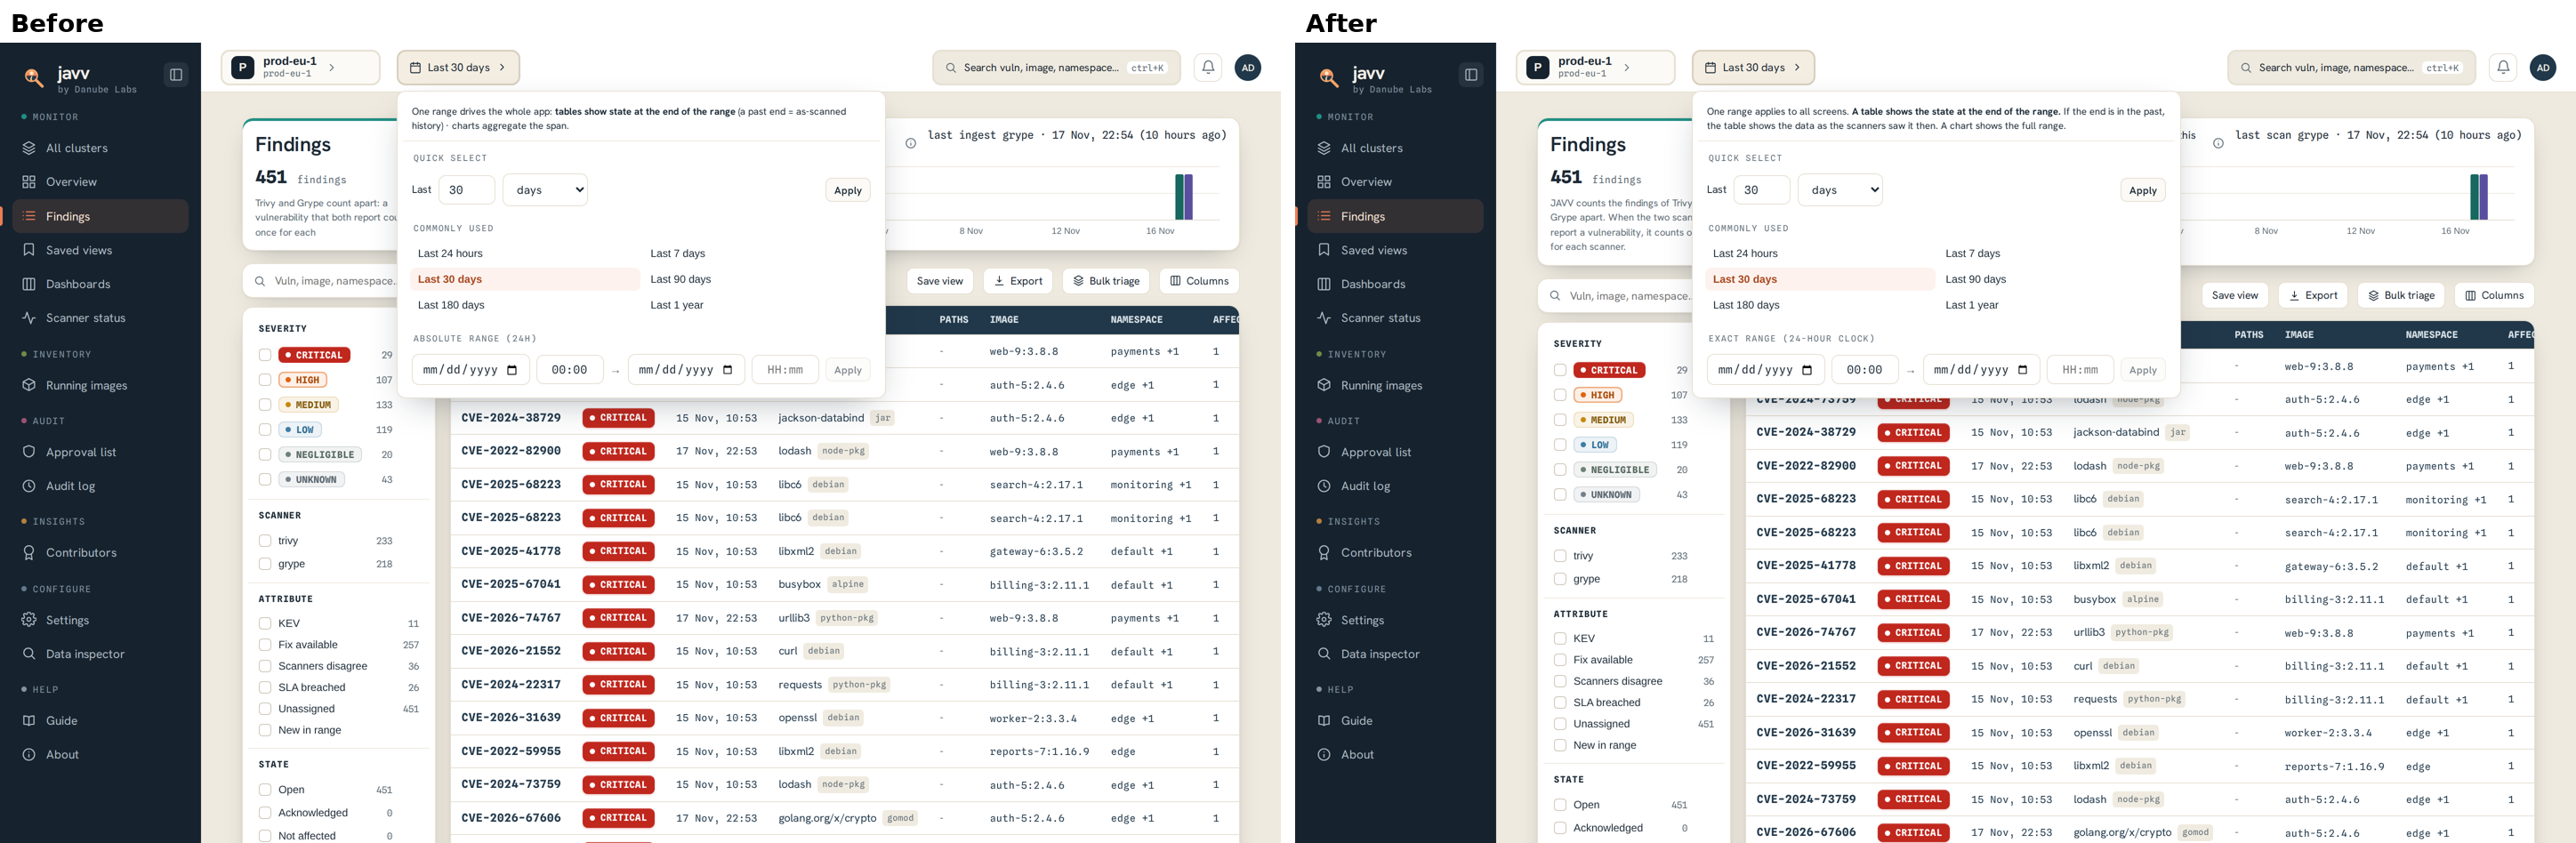 Before
javv
by Danube Labs
MONITOR
All clusters
Overview
Findings
Saved views
Dashboards
Scanner status
INVENTORY
Running images
AUDIT
Approval list
Audit log
INSIGHTS
Contributors
CONFIGURE
Settings
Data inspector
HELP
Guide
About
P prod-eu-1
prod-eu-1
Last 30 days
Search vuln, image, namespace... ctrl+K
AD
One range drives the whole app: tables show state at the end of the range (a past end = as-scanned
history) · charts aggregate the span.
QUICK SELECT
Last 30 days Apply
COMMONLY USED
Last 24 hours Last 7 days
Last 30 days Last 90 days
Last 180 days Last 1 year
ABSOLUTE RANGE (24H)
mm/dd/yyyy 00:00 → mm/dd/yyyy HH:mm Apply
Findings
451 findings
Trivy and Grype count apart: a
vulnerability that both report
once for each
last ingest grype · 17 Nov, 22:54 (10 hours ago)
8 Nov 12 Nov 16 Nov
Vuln, image, namespace...
Save view Export Bulk triage Columns
SEVERITY
CRITICAL 29
HIGH 107
MEDIUM 133
LOW 119
NEGLIGIBLE 20
UNKNOWN 43
SCANNER
trivy 233
grype 218
ATTRIBUTE
KEV 11
Fix available 257
Scanners disagree 36
SLA breached 26
Unassigned 451
New in range
STATE
Open 451
Acknowledged 0
Not affected 0
PATHS IMAGE NAMESPACE AFFEC
- web-9:3.8.8 payments +1 1
- auth-5:2.4.6 edge +1 1
CVE-2024-38729 CRITICAL 15 Nov, 10:53 jackson-databind jar - auth-5:2.4.6 edge +1 1
CVE-2022-82900 CRITICAL 17 Nov, 22:53 lodash node-pkg - web-9:3.8.8 payments +1 1
CVE-2025-68223 CRITICAL 15 Nov, 10:53 libc6 debian - search-4:2.17.1 monitoring +1 1
CVE-2025-68223 CRITICAL 15 Nov, 10:53 libc6 debian - search-4:2.17.1 monitoring +1 1
CVE-2025-41778 CRITICAL 15 Nov, 10:53 libxml2 debian - gateway-6:3.5.2 default +1 1
CVE-2025-67041 CRITICAL 15 Nov, 10:53 busybox alpine - billing-3:2.11.1 default +1 1
CVE-2026-74767 CRITICAL 17 Nov, 22:53 urllib3 python-pkg - web-9:3.8.8 payments +1 1
CVE-2026-21552 CRITICAL 15 Nov, 10:53 curl debian - billing-3:2.11.1 default +1 1
CVE-2024-22317 CRITICAL 15 Nov, 10:53 requests python-pkg - billing-3:2.11.1 default +1 1
CVE-2026-31639 CRITICAL 15 Nov, 10:53 openssl debian - worker-2:3.3.4 edge +1 1
CVE-2022-59955 CRITICAL 15 Nov, 10:53 libxml2 debian - reports-7:1.16.9 edge 1
CVE-2024-73759 CRITICAL 15 Nov, 10:53 lodash node-pkg - auth-5:2.4.6 edge +1 1
CVE-2026-67606 CRITICAL 17 Nov, 22:53 golang.org/x/crypto gomod - auth-5:2.4.6 edge +1 1
After
javv
by Danube Labs
MONITOR
All clusters
Overview
Findings
Saved views
Dashboards
Scanner status
INVENTORY
Running images
AUDIT
Approval list
Audit log
INSIGHTS
Contributors
CONFIGURE
Settings
Data inspector
HELP
Guide
About
P prod-eu-1
prod-eu-1
Last 30 days
Search vuln, image, namespace... ctrl+K
AD
One range applies to all screens. A table shows the state at the end of the range. If the end is in the past,
the table shows the data as the scanners saw it then. A chart shows the full range.
QUICK SELECT
Last 30 days Apply
COMMONLY USED
Last 24 hours Last 7 days
Last 30 days Last 90 days
Last 180 days Last 1 year
EXACT RANGE (24-HOUR CLOCK)
mm/dd/yyyy 00:00 → mm/dd/yyyy HH:mm Apply
Findings
451 findings
JAVV counts the findings of Trivy
Grype apart. When the two
report a vulnerability, it counts
for each scanner.
last scan grype · 17 Nov, 22:54 (10 hours ago)
8 Nov 12 Nov 16 Nov
Vuln, image, namespace...
Save view Export Bulk triage Columns
SEVERITY
CRITICAL 29
HIGH 107
MEDIUM 133
LOW 119
NEGLIGIBLE 20
UNKNOWN 43
SCANNER
trivy 233
grype 218
ATTRIBUTE
KEV 11
Fix available 257
Scanners disagree 36
SLA breached 26
Unassigned 451
New in range
STATE
Open 451
Acknowledged 0
PATHS IMAGE NAMESPACE AFFEC
- web-9:3.8.8 payments +1 1
CVE-2024-73759 CRITICAL 15 Nov, 10:53 lodash node-pkg - auth-5:2.4.6 edge +1 1
CVE-2024-38729 CRITICAL 15 Nov, 10:53 jackson-databind jar - auth-5:2.4.6 edge +1 1
CVE-2022-82900 CRITICAL 17 Nov, 22:53 lodash node-pkg - web-9:3.8.8 payments +1 1
CVE-2025-68223 CRITICAL 15 Nov, 10:53 libc6 debian - search-4:2.17.1 monitoring +1 1
CVE-2025-68223 CRITICAL 15 Nov, 10:53 libc6 debian - search-4:2.17.1 monitoring +1 1
CVE-2025-41778 CRITICAL 15 Nov, 10:53 libxml2 debian - gateway-6:3.5.2 default +1 1
CVE-2025-67041 CRITICAL 15 Nov, 10:53 busybox alpine - billing-3:2.11.1 default +1 1
CVE-2026-74767 CRITICAL 17 Nov, 22:53 urllib3 python-pkg - web-9:3.8.8 payments +1 1
CVE-2026-21552 CRITICAL 15 Nov, 10:53 curl debian - billing-3:2.11.1 default +1 1
CVE-2024-22317 CRITICAL 15 Nov, 10:53 requests python-pkg - billing-3:2.11.1 default +1 1
CVE-2026-31639 CRITICAL 15 Nov, 10:53 openssl debian - worker-2:3.3.4 edge +1 1
CVE-2022-59955 CRITICAL 15 Nov, 10:53 libxml2 debian - reports-7:1.16.9 edge 1
CVE-2024-73759 CRITICAL 15 Nov, 10:53 lodash node-pkg - auth-5:2.4.6 edge +1 1
CVE-2026-67606 CRITICAL 17 Nov, 22:53 golang.org/x/crypto gomod - auth-5:2.4.6 edge +1 1